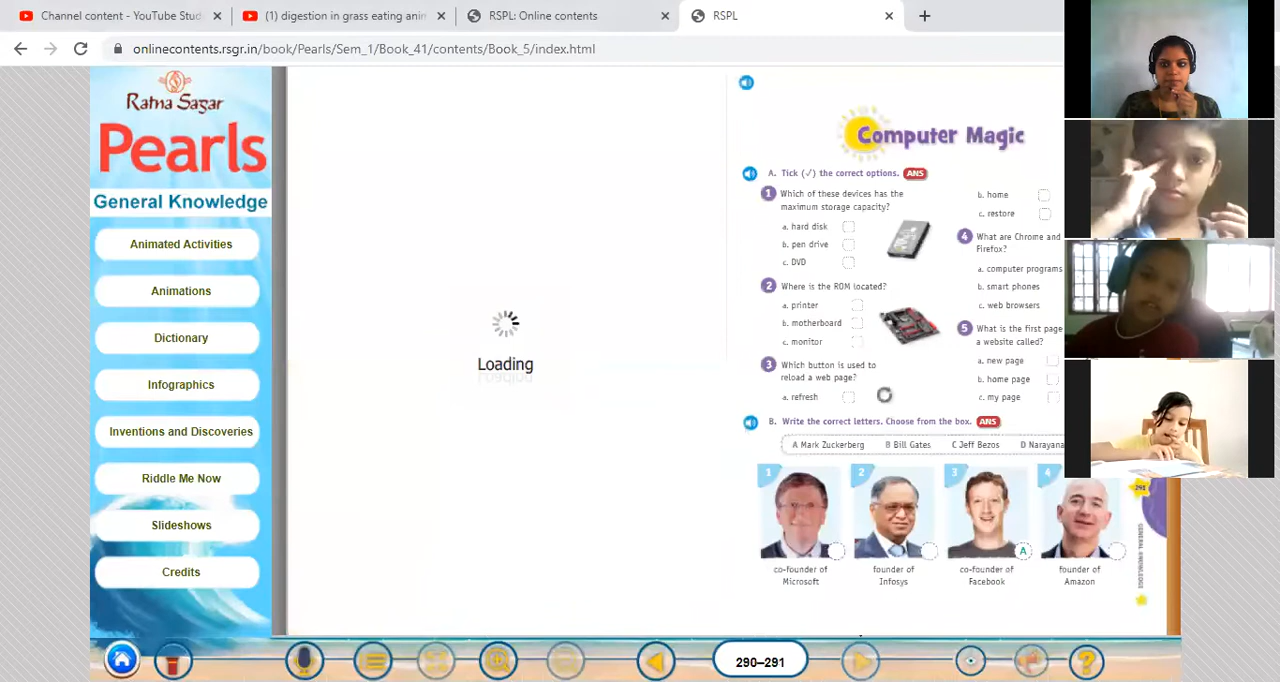 Channel content - YouTube Stud
(1) digestion in grass eating anir
RSPL: Online contents
RSPL
onlinecontents.rsgr.in/book/Pearls/Sem_1/Book_41/contents/Book_5/index.html
Ratna Sagar
Pearls
General Knowledge
Animated Activities
Animations
Dictionary
Infographics
Inventions and Discoveries
Riddle Me Now
Slideshows
Credits
Loading
Computer Magic
A. Tick (✓) the correct options. ANS
1 Which of these devices has the
maximum storage capacity?
a. hard disk
b. pen drive
c. DVD
2 Where is the ROM located?
a. printer
b. motherboard
c. monitor
3 Which button is used to
reload a web page?
a. refresh
b. home
c. restore
4 What are Chrome and
Firefox?
a. computer programs
b. smart phones
c. web browsers
5 What is the first page
a website called?
a. new page
b. home page
c. my page
B. Write the correct letters. Choose from the box. ANS
A Mark Zuckerberg B Bill Gates C Jeff Bezos D Narayana
1 2 3 4
A
co-founder of
Microsoft
founder of
Infosys
co-founder of
Facebook
founder of
Amazon
291
GENERAL KNOWLEDGE
290–291